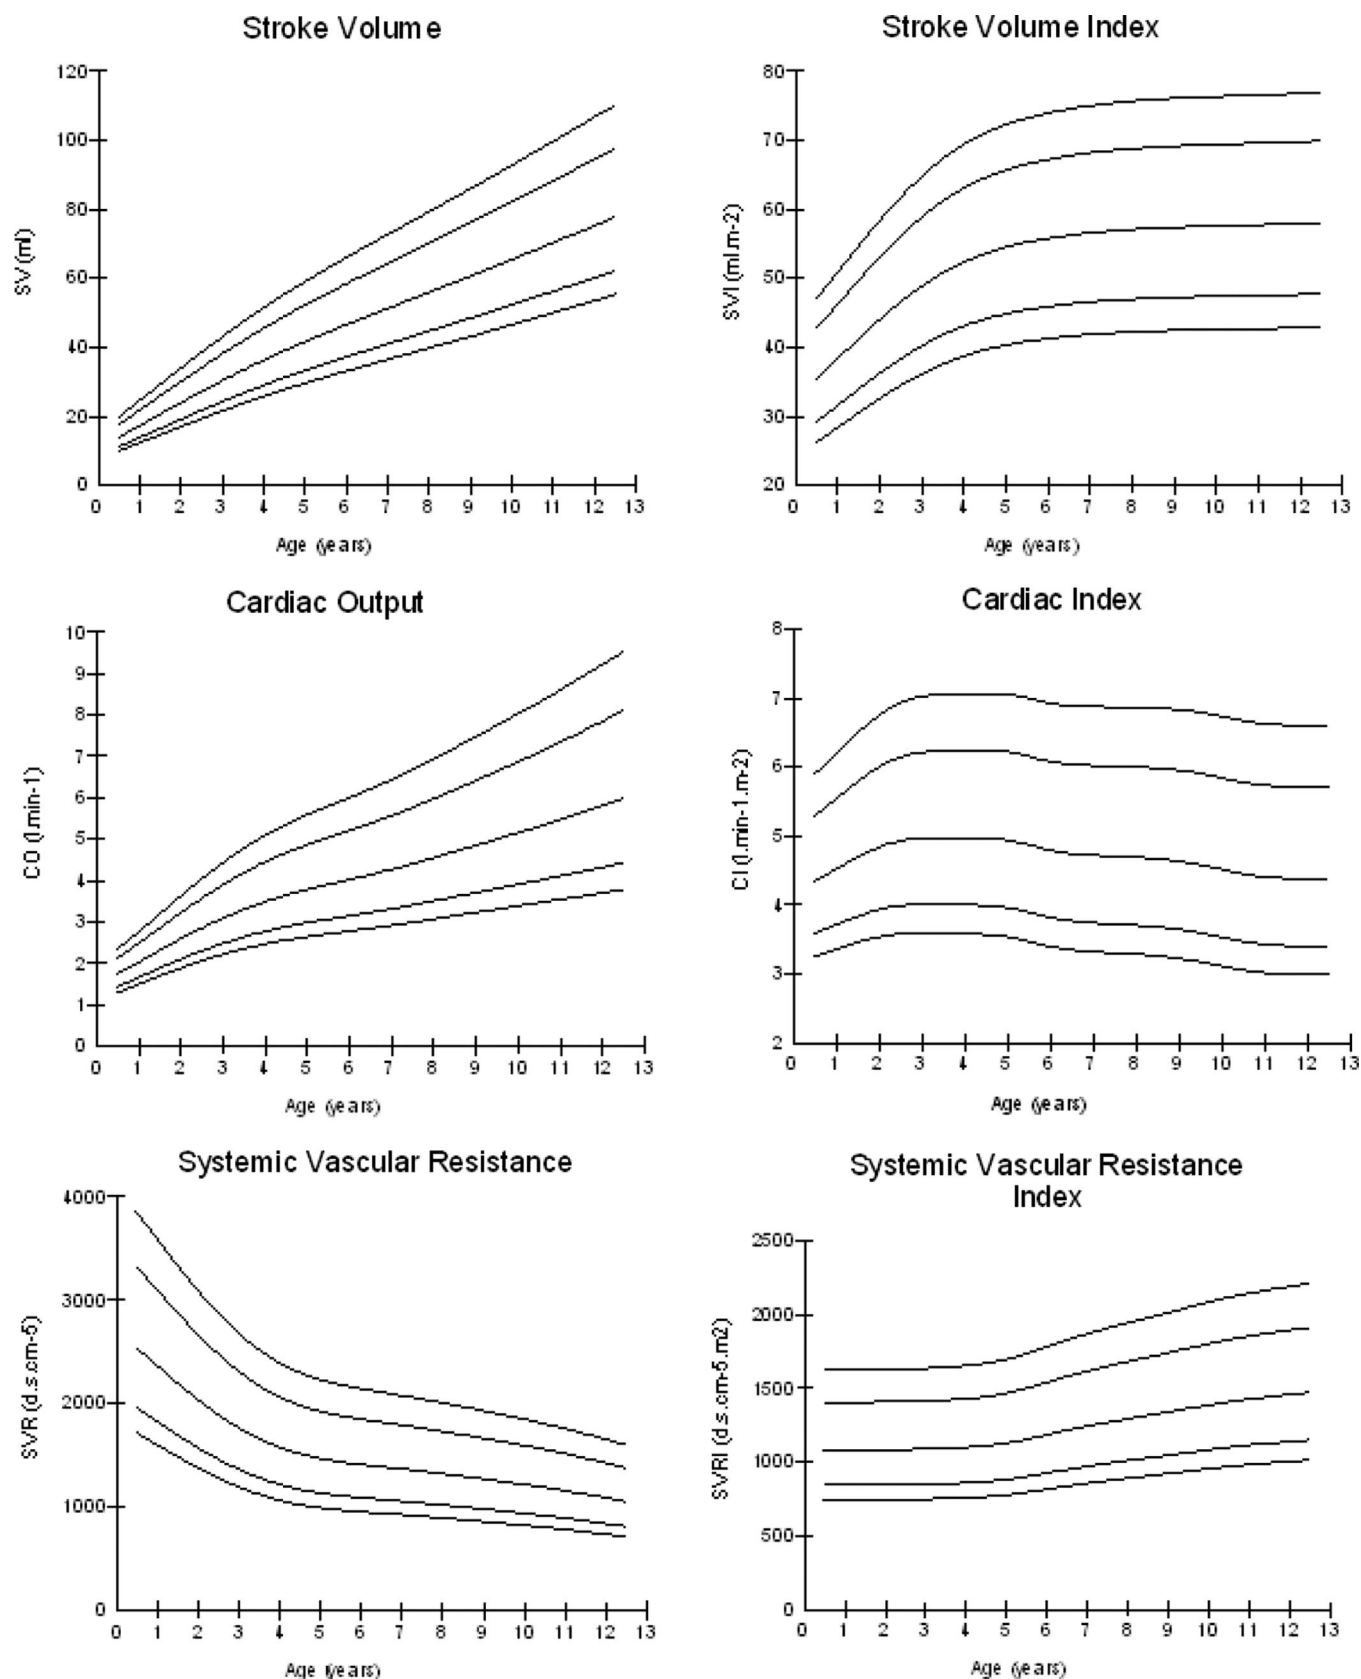 Stroke Volume
120
100
80
60
40
20
0
SV (ml)
0 1 2 3 4 5 6 7 8 9 10 11 12 13
Age (years)
Stroke Volume Index
80
70
60
50
40
30
20
SVI (ml.m-2)
0 1 2 3 4 5 6 7 8 9 10 11 12 13
Age (years)
Cardiac Output
10
9
8
7
6
5
4
3
2
1
0
CO (l.min-1)
0 1 2 3 4 5 6 7 8 9 10 11 12 13
Age (years)
Cardiac Index
8
7
6
5
4
3
2
CI (l.min-1.m-2)
0 1 2 3 4 5 6 7 8 9 10 11 12 13
Age (years)
Systemic Vascular Resistance
4000
3000
2000
1000
0
SVR (d.s.cm-5)
0 1 2 3 4 5 6 7 8 9 10 11 12 13
Age (years)
Systemic Vascular Resistance
Index
2500
2000
1500
1000
500
0
SVRI (d.s.cm-5.m2)
0 1 2 3 4 5 6 7 8 9 10 11 12 13
Age (years)